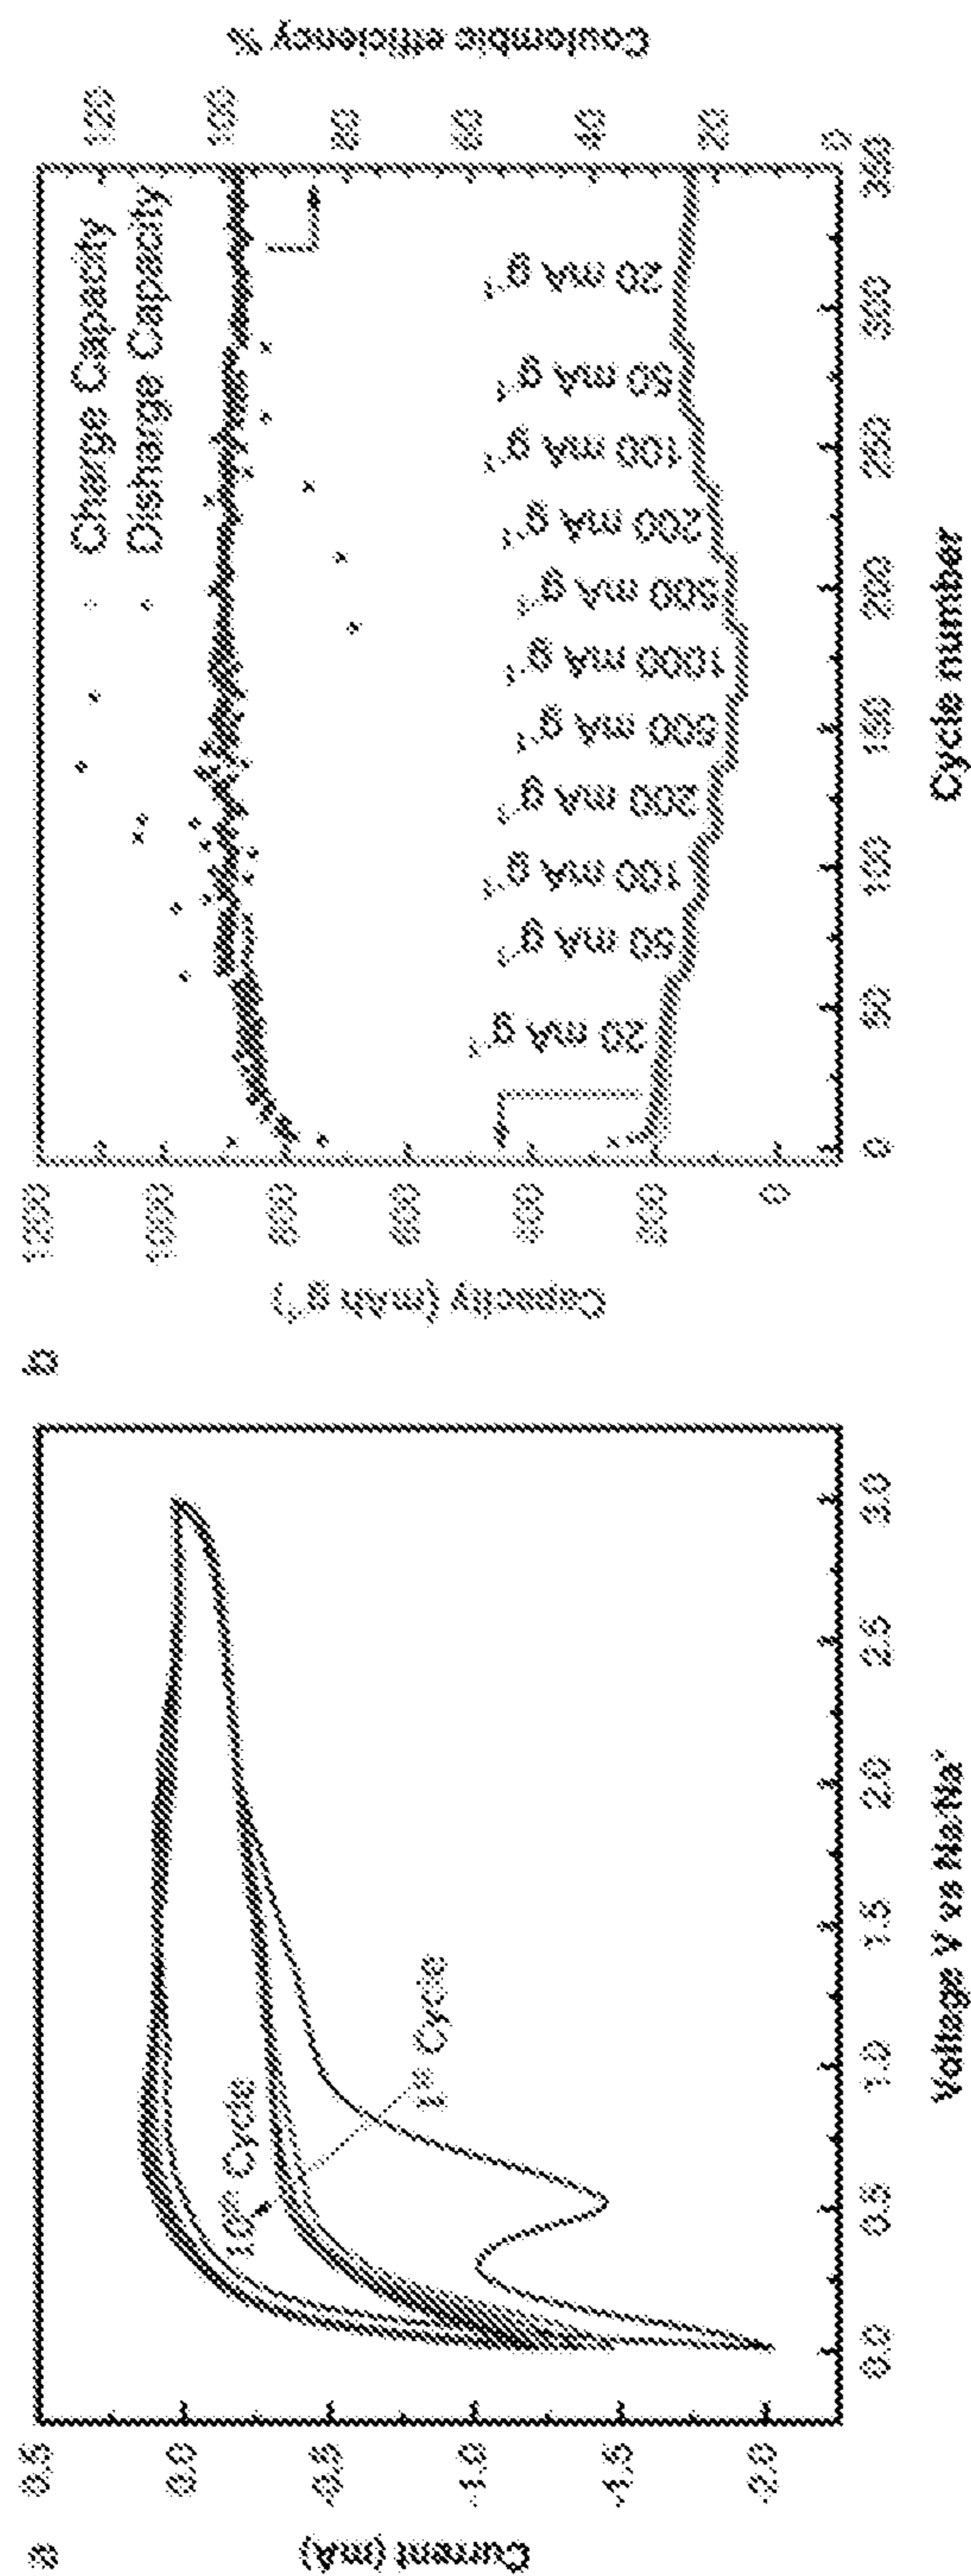 a
Current (mA)
0.5
0.0
-0.5
-1.0
-1.5
-2.0
10th Cycle
1st Cycle
0.0
0.5
1.0
1.5
2.0
2.5
3.0
Voltage V vs Na/Na+
b
Capacity (mAh g-1)
1200
1000
800
600
400
200
0
Charge Capacity
Discharge Capacity
20 mA g-1
50 mA g-1
100 mA g-1
200 mA g-1
500 mA g-1
1000 mA g-1
500 mA g-1
200 mA g-1
100 mA g-1
50 mA g-1
20 mA g-1
0
50
100
150
200
250
300
350
Cycle number
120
100
80
60
40
20
0
Coulombic efficiency %